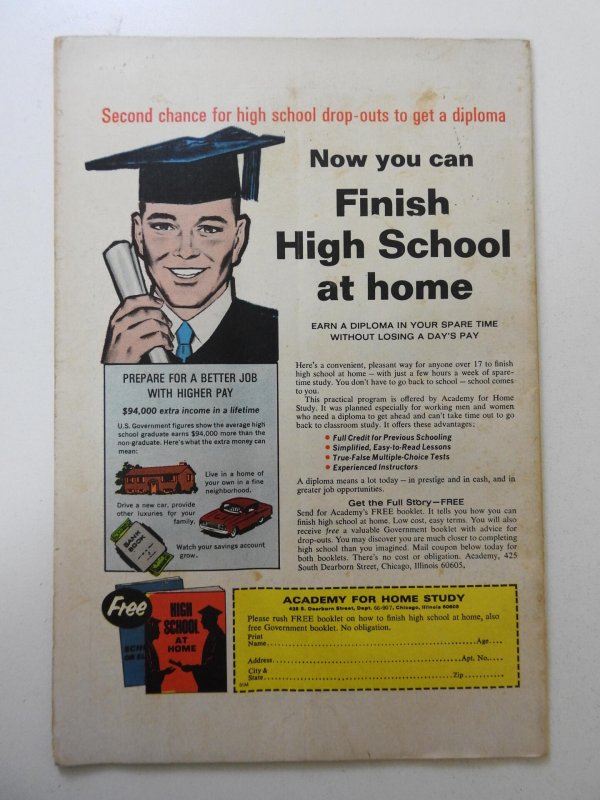 Second chance for high school drop-outs to get a diploma
Now you can
Finish
High School
at home
EARN A DIPLOMA IN YOUR SPARE TIME
WITHOUT LOSING A DAY'S PAY
PREPARE FOR A BETTER JOB
WITH HIGHER PAY
$94,000 extra income in a lifetime
U.S. Government figures show the average high
school graduate earns $94,000 more than the
non-graduate. Here's what the extra money can
mean:
Live in a home of
your own in a fine
neighborhood.
Drive a new car, provide
other luxuries for your
family.
BANK
BOOK
Watch your savings account
grow.
Here's a convenient, pleasant way for anyone over 17 to finish
high school at home – with just a few hours a week of spare-
time study. You don't have to go back to school – school comes
to you.
This practical program is offered by Academy for Home
Study. It was planned especially for working men and women
who need a diploma to get ahead and can't take time out to go
back to classroom study. It offers these advantages:
• Full Credit for Previous Schooling
• Simplified, Easy-to-Read Lessons
• True-False Multiple-Choice Tests
• Experienced Instructors
A diploma means a lot today – in prestige and in cash, and in
greater job opportunities.
Get the Full Story—FREE
Send for Academy's FREE booklet. It tells you how you can
finish high school at home. Low cost, easy terms. You will also
receive free a valuable Government booklet with advice for
drop-outs. You may discover you are much closer to completing
high school than you imagined. Mail coupon below today for
both booklets. There's no cost or obligation. Academy, 425
South Dearborn Street, Chicago, Illinois 60605,
Free
HIGH
SCHOOL
AT
HOME
ACADEMY FOR HOME STUDY
425 S. Dearborn Street, Dept. 66-907, Chicago, Illinois 60605
Please rush FREE booklet on how to finish high school at home, also
free Government booklet. No obligation.
Print
Name Age
Address Apt. No.
City &
State Zip